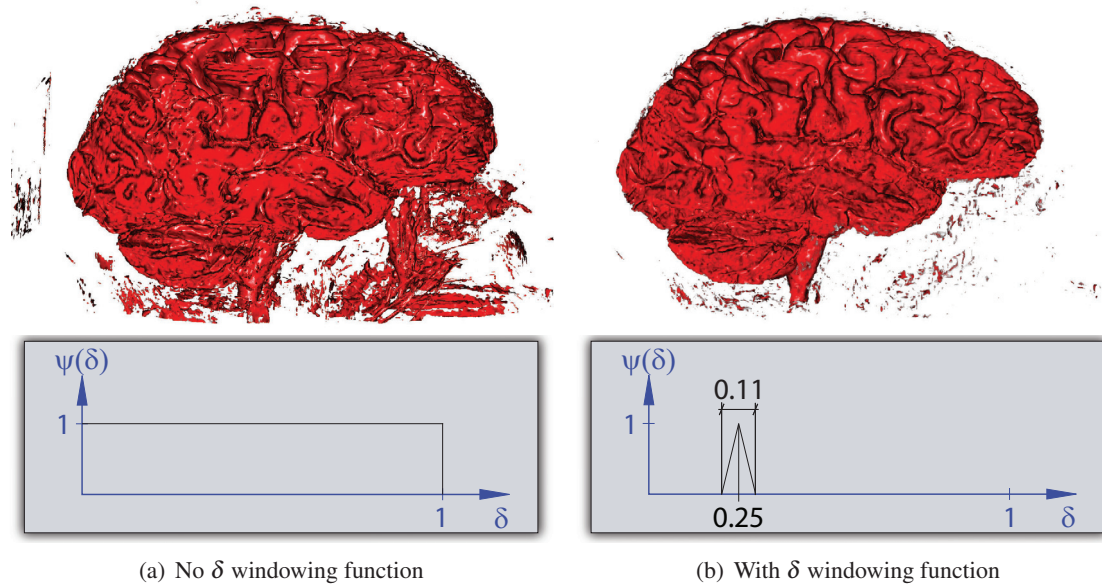 ψ(δ)
1
1
δ
ψ(δ)
0.11
1
0.25
1
δ
(a) No δ windowing function
(b) With δ windowing function